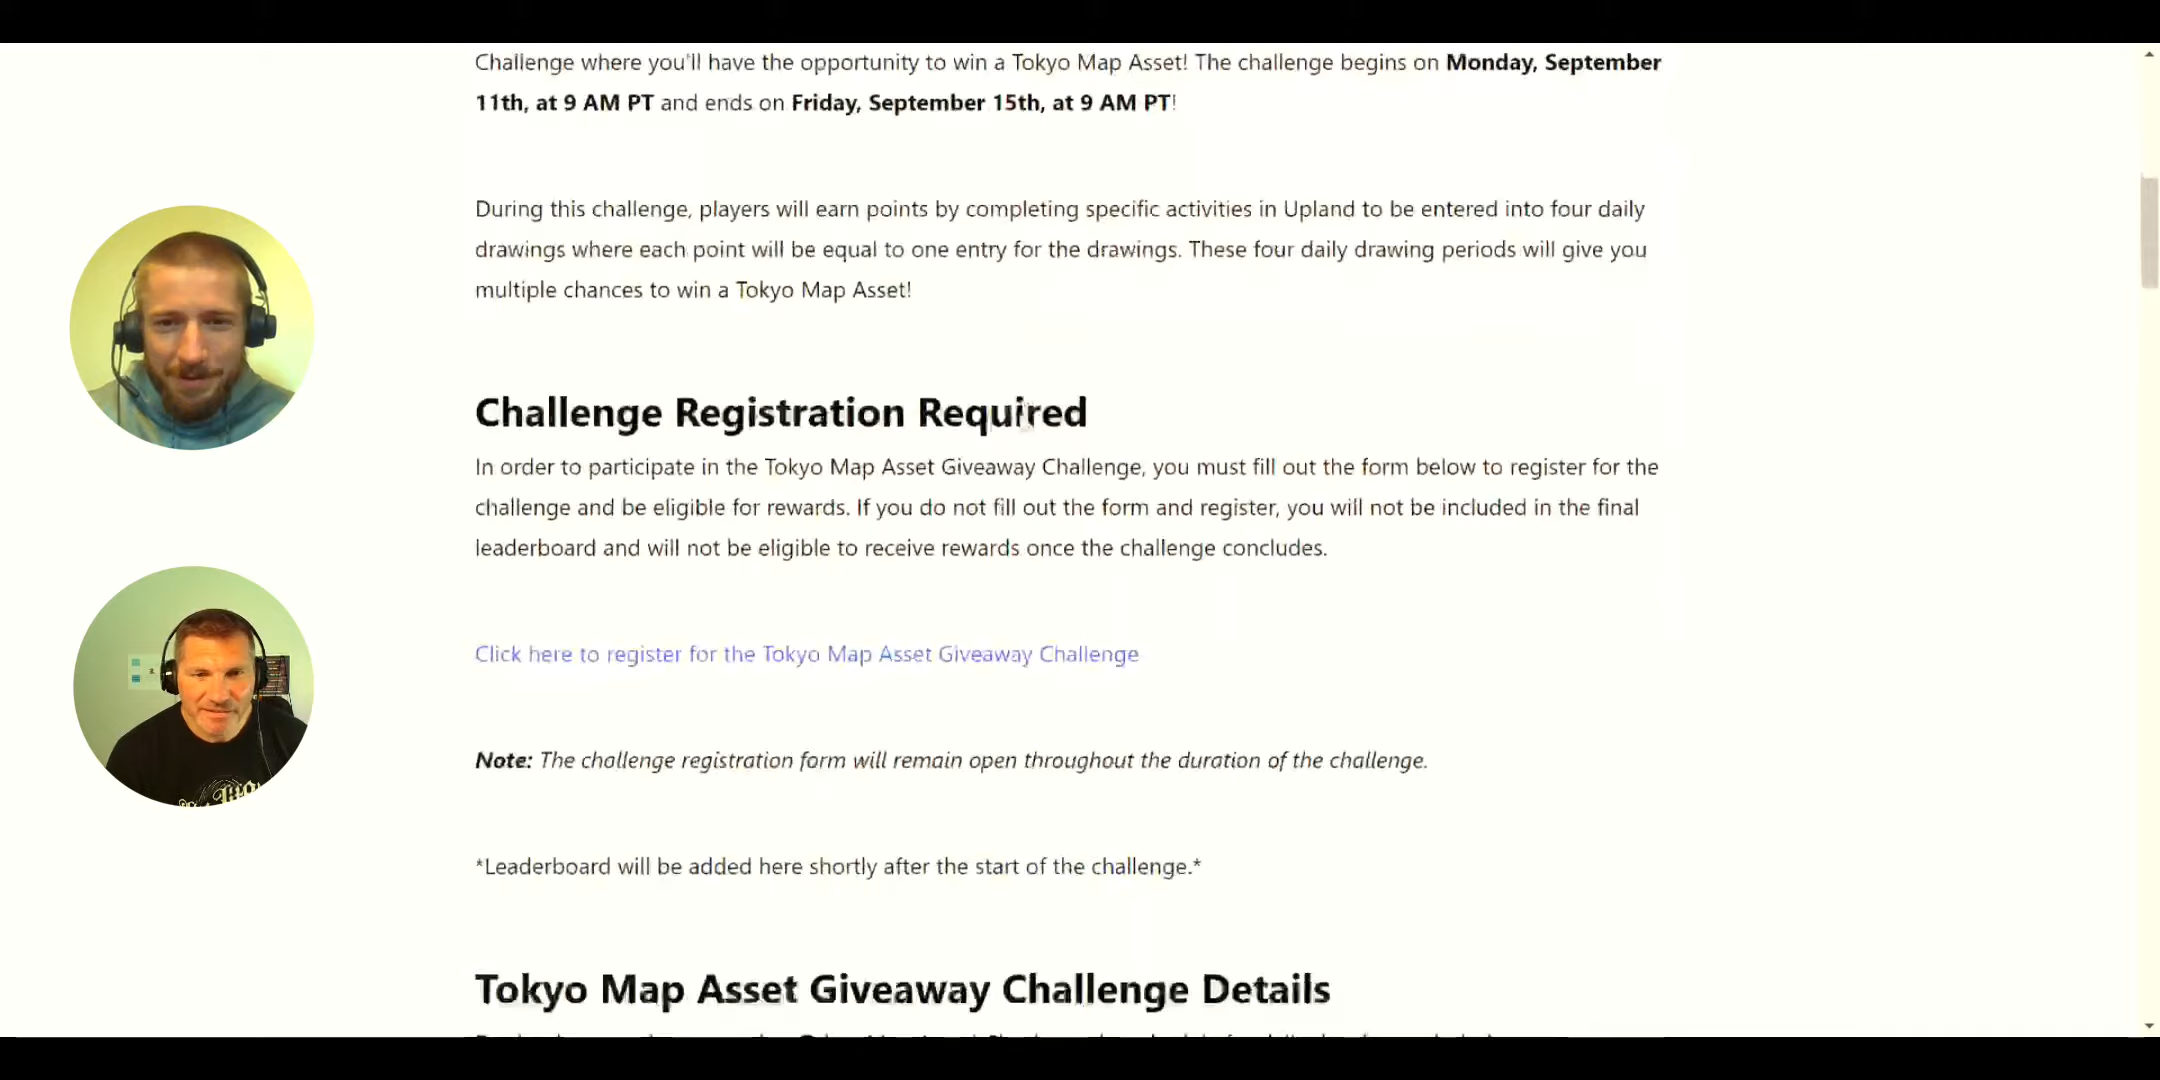 Challenge where you'll have the opportunity to win a Tokyo Map Asset! The challenge begins on Monday, September
11th, at 9 AM PT and ends on Friday, September 15th, at 9 AM PT!
During this challenge, players will earn points by completing specific activities in Upland to be entered into four daily
drawings where each point will be equal to one entry for the drawings. These four daily drawing periods will give you
multiple chances to win a Tokyo Map Asset!
Challenge Registration Required
In order to participate in the Tokyo Map Asset Giveaway Challenge, you must fill out the form below to register for the
challenge and be eligible for rewards. If you do not fill out the form and register, you will not be included in the final
leaderboard and will not be eligible to receive rewards once the challenge concludes.
Click here to register for the Tokyo Map Asset Giveaway Challenge
Note: The challenge registration form will remain open throughout the duration of the challenge.
*Leaderboard will be added here shortly after the start of the challenge.*
Tokyo Map Asset Giveaway Challenge Details